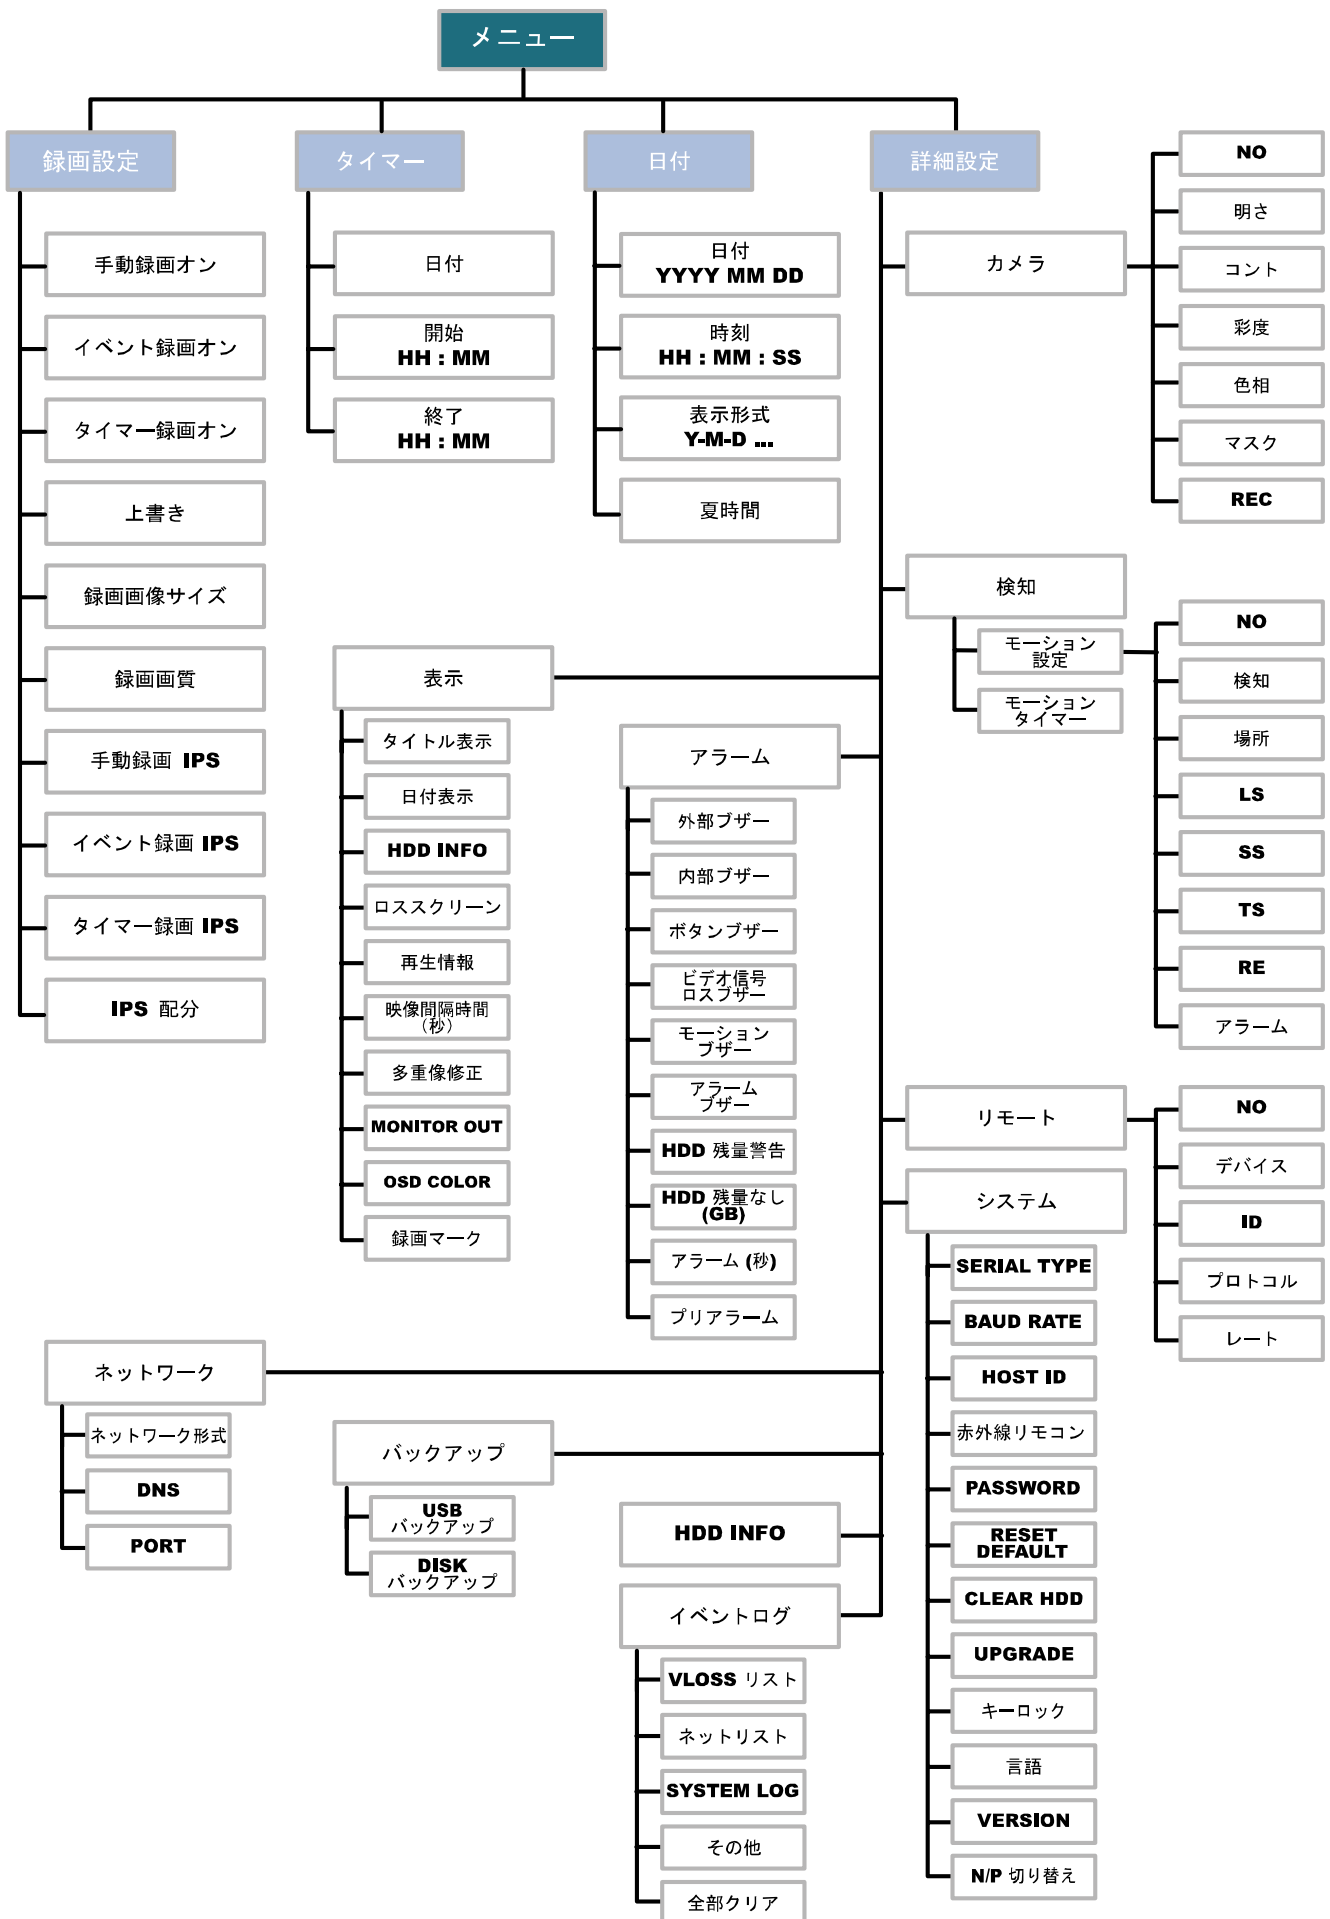 メニュー
録画設定
手動録画オン
イベント録画オン
タイマー録画オン
上書き
録画画像サイズ
録画画質
手動録画 IPS
イベント録画 IPS
タイマー録画 IPS
IPS 配分
タイマー
日付
開始
HH : MM
終了
HH : MM
日付
日付
YYYY MM DD
時刻
HH : MM : SS
表示形式
Y-M-D ...
夏時間
詳細設定
カメラ
NO
明さ
コント
彩度
色相
マスク
REC
検知
モーション
設定
モーション
タイマー
NO
検知
場所
LS
SS
TS
RE
アラーム
表示
タイトル表示
日付表示
HDD INFO
ロススクリーン
再生情報
映像間隔時間
（秒）
多重像修正
MONITOR OUT
OSD COLOR
録画マーク
アラーム
外部ブザー
内部ブザー
ボタンブザー
ビデオ信号
ロスブザー
モーション
ブザー
アラーム
ブザー
HDD 残量警告
HDD 残量なし
(GB)
アラーム (秒)
プリアラーム
リモート
NO
デバイス
ID
プロトコル
レート
システム
SERIAL TYPE
BAUD RATE
HOST ID
赤外線リモコン
PASSWORD
RESET
DEFAULT
CLEAR HDD
UPGRADE
キーロック
言語
VERSION
N/P 切り替え
ネットワーク
ネットワーク形式
DNS
PORT
バックアップ
USB
バックアップ
DISK
バックアップ
HDD INFO
イベントログ
VLOSS リスト
ネットリスト
SYSTEM LOG
その他
全部クリア